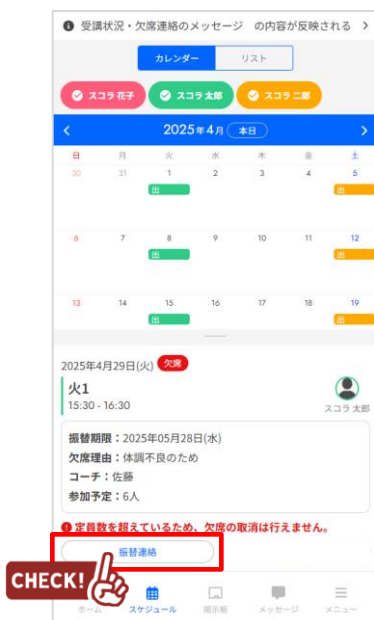 受講状況・欠席連絡のメッセージ の内容が反映される
カレンダー リスト
スコラ 花子 スコラ 太郎 スコラ 二郎
2025年4月 本日
日 月 火 水 木 金 土
30 31 1 2 3 4 5
出 出
6 7 8 9 10 11 12
出 出
13 14 15 16 17 18 19
出 出
2025年4月29日(火) 欠席
火1
15:30 - 16:30
スコラ 太郎
振替期限：2025年05月28日(水)
欠席理由：体調不良のため
コーチ：佐藤
参加予定：6人
定員数を超えているため、欠席の取消は行えません。
振替連絡
CHECK!
ホーム スケジュール 掲示板 メッセージ メニュー